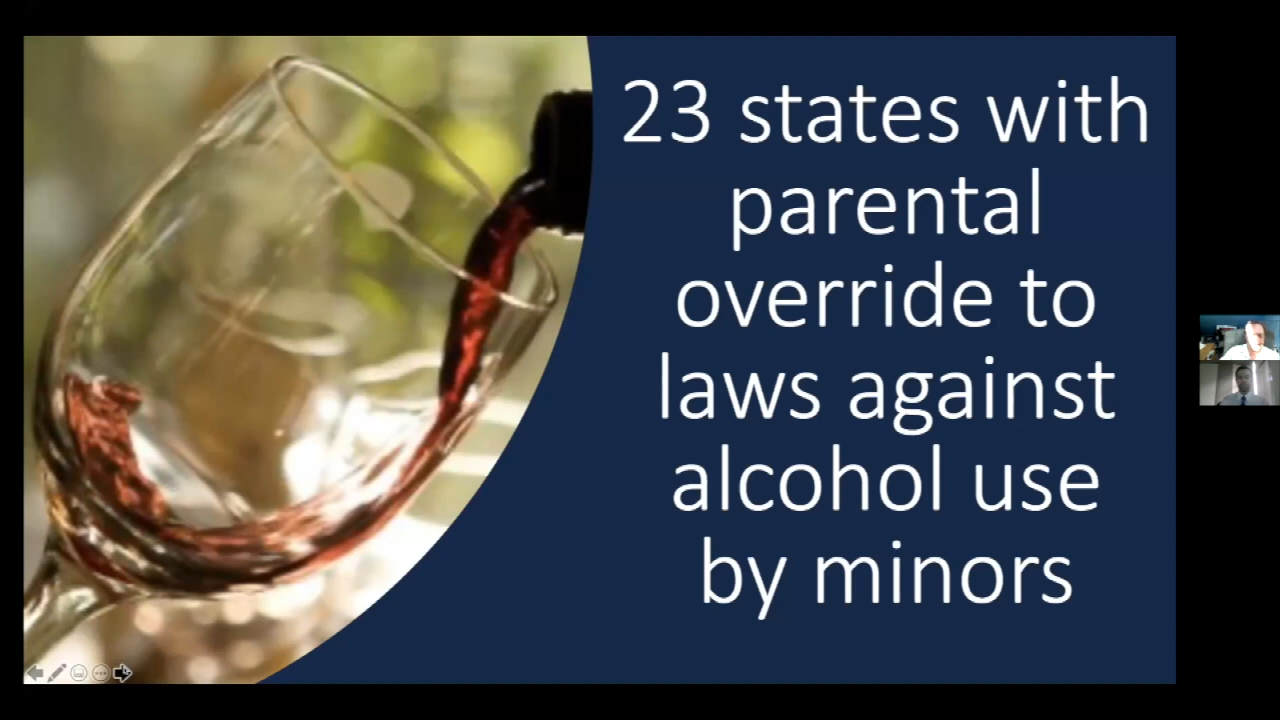 23 states with
parental
override to
laws against
alcohol use
by minors